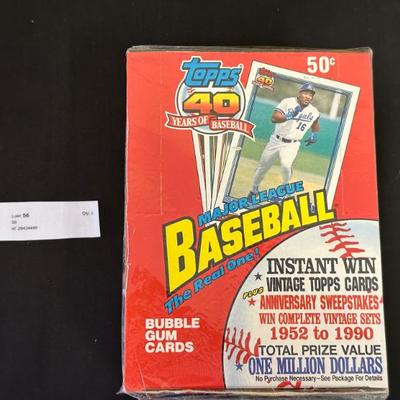 TOPPS
50¢
40
YEARS OF BASEBALL
Royals
16
MAJOR LEAGUE
BASEBALL
The Real One!
BUBBLE
GUM
CARDS
PLUS
INSTANT WIN
VINTAGE TOPPS CARDS
ANNIVERSARY SWEEPSTAKES
WIN COMPLETE VINTAGE SETS
1952 to 1990
TOTAL PRIZE VALUE
ONE MILLION DOLLARS
No Purchase Necessary—See Package For Details
56
Qty: 1